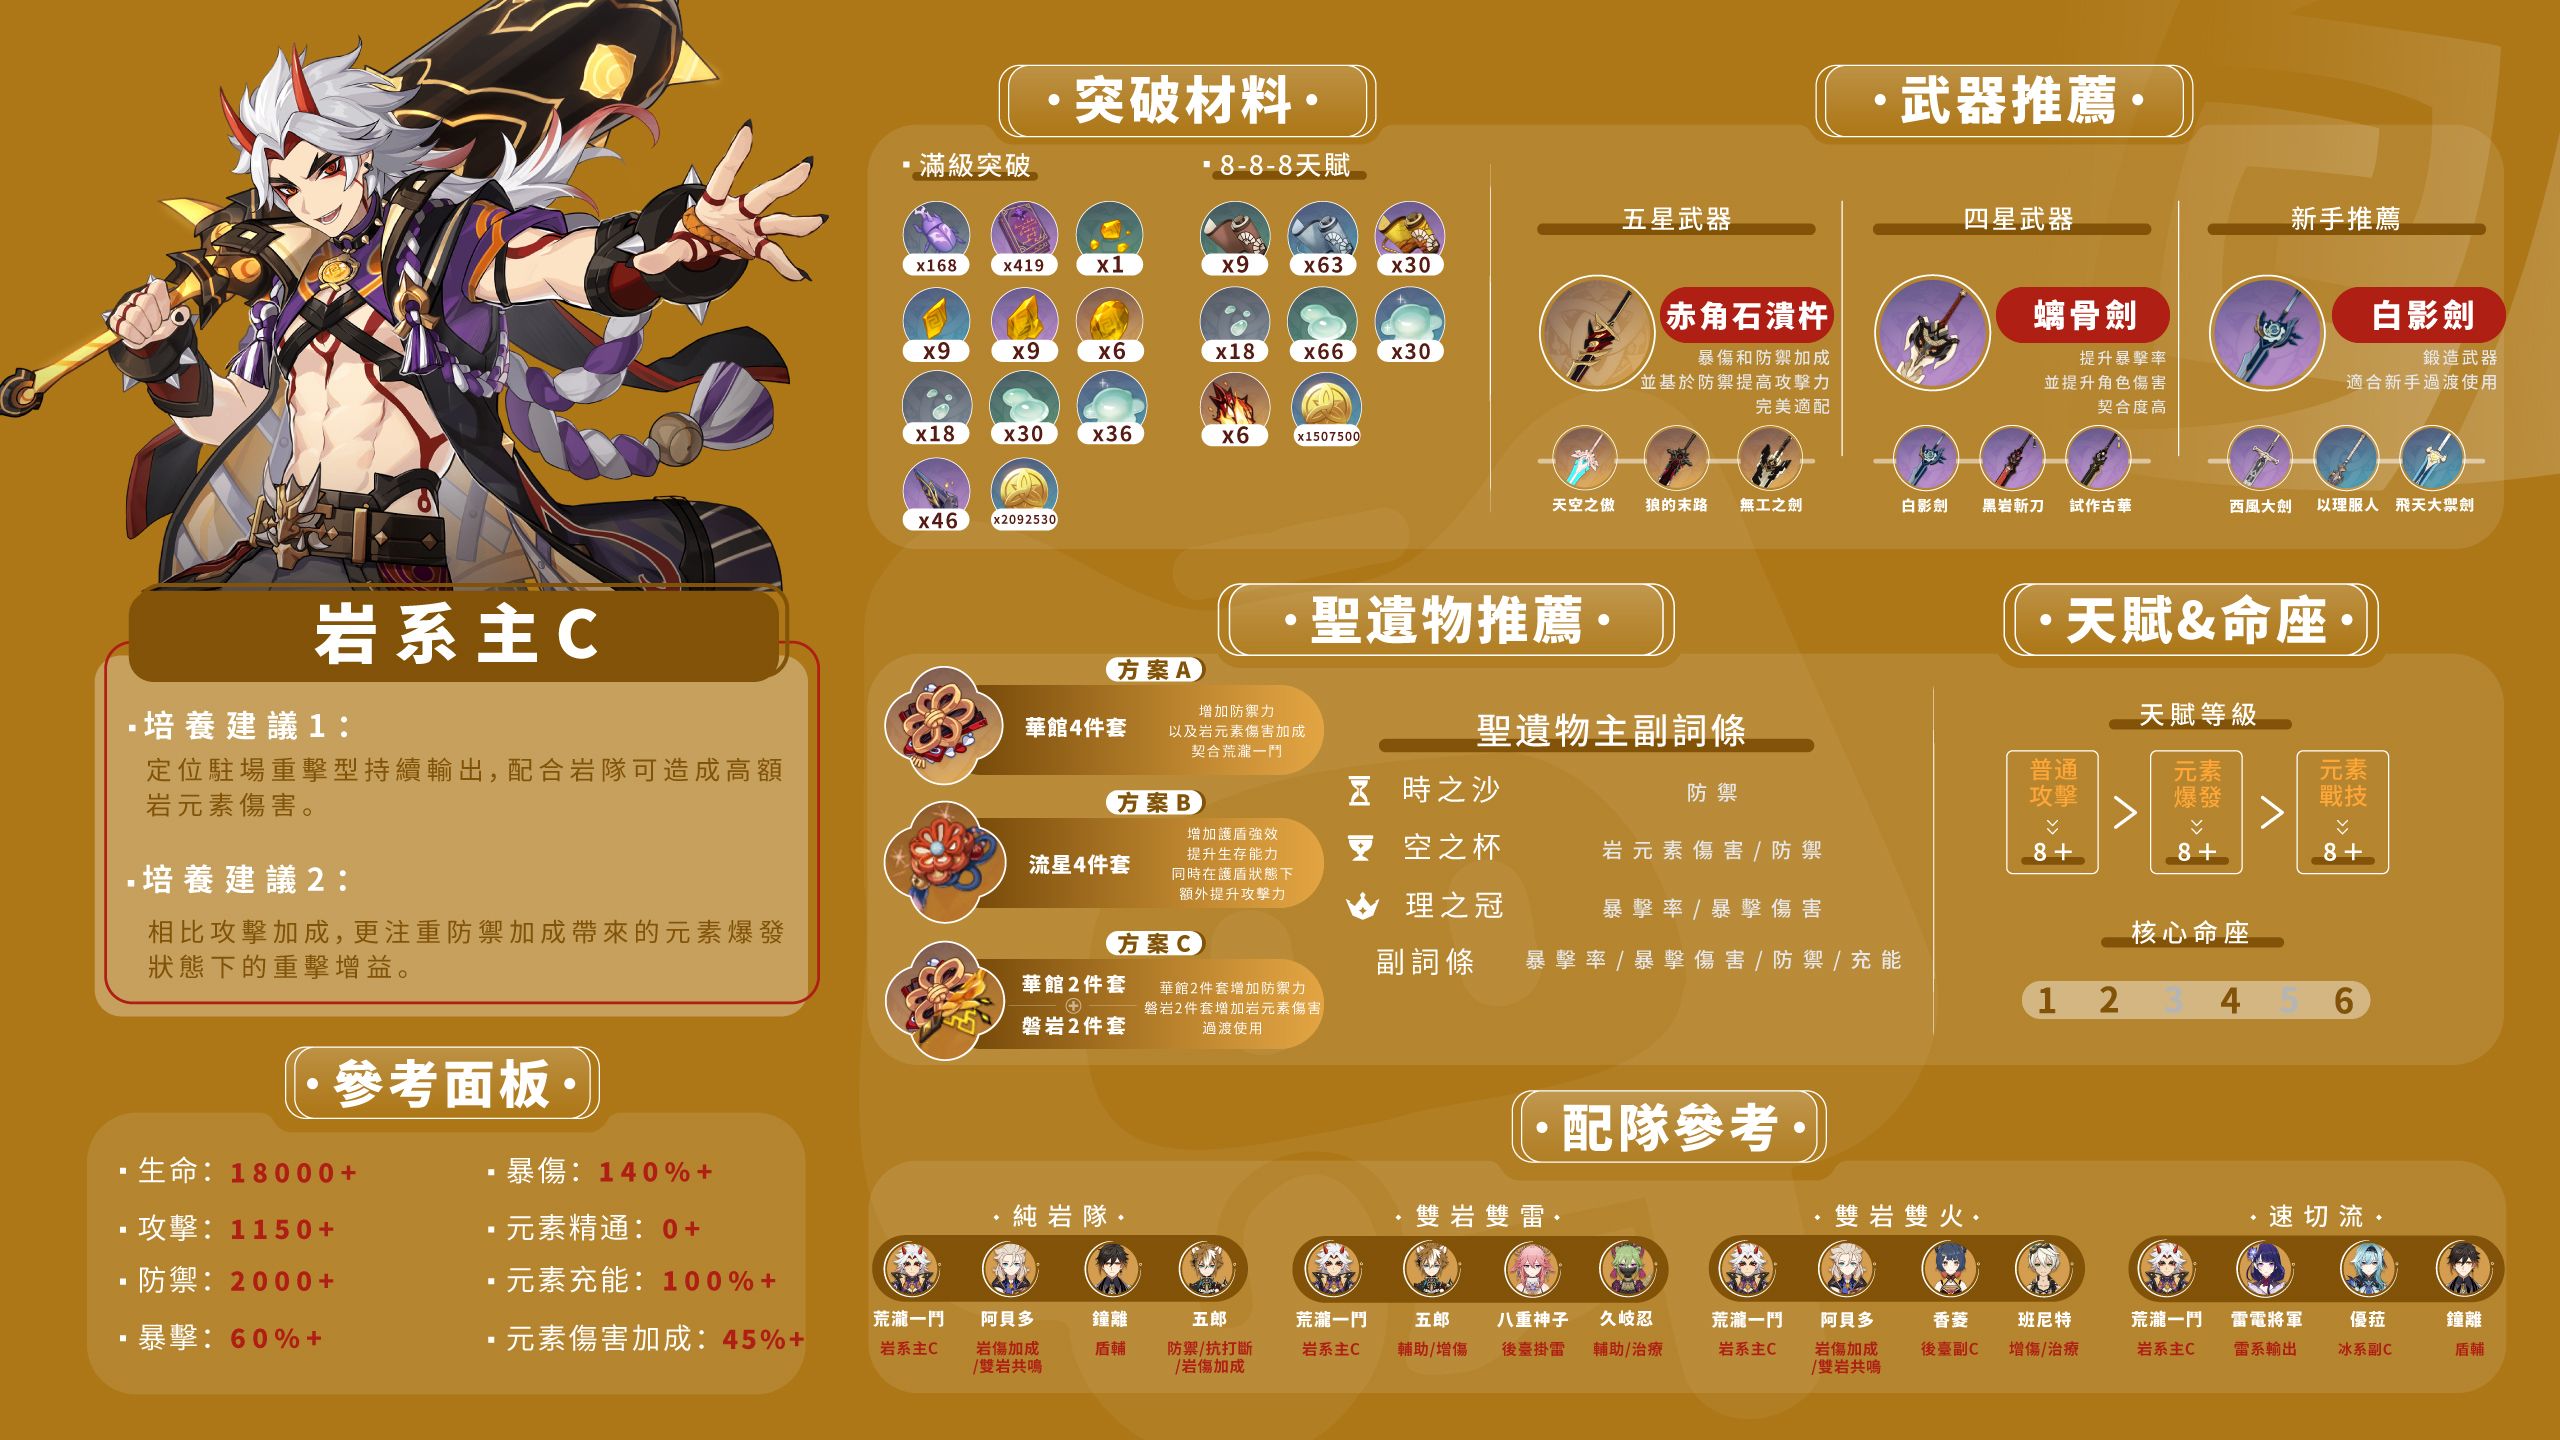 岩系主C
·培養建議1：
定位駐場重擊型持續輸出，配合岩隊可造成高額
岩元素傷害。
·培養建議2：
相比攻擊加成，更注重防禦加成帶來的元素爆發
狀態下的重擊增益。
·參考面板·
·生命：18000+
·攻擊：1150+
·防禦：2000+
·暴擊：60%+
·暴傷：140%+
·元素精通：0+
·元素充能：100%+
·元素傷害加成：45%+
·突破材料·
·滿級突破
x168
x419
x1
x9
x9
x6
x18
x30
x36
x46
x2092530
·8-8-8天賦
x9
x63
x30
x18
x66
x30
x6
x1507500
·武器推薦·
五星武器
赤角石潰杵
暴傷和防禦加成
並基於防禦提高攻擊力
完美適配
天空之傲
狼的末路
無工之劍
四星武器
螭骨劍
提升暴擊率
並提升角色傷害
契合度高
白影劍
黑岩斬刀
試作古華
新手推薦
白影劍
鍛造武器
適合新手過渡使用
西風大劍
以理服人
飛天大禦劍
·聖遺物推薦·
方案A
華館4件套
增加防禦力
以及岩元素傷害加成
契合荒瀧一鬥
方案B
流星4件套
增加護盾強效
提升生存能力
同時在護盾狀態下
額外提升攻擊力
方案C
華館2件套
磐岩2件套
華館2件套增加防禦力
磐岩2件套增加岩元素傷害
過渡使用
聖遺物主副詞條
時之沙 防禦
空之杯 岩元素傷害/防禦
理之冠 暴擊率/暴擊傷害
副詞條 暴擊率/暴擊傷害/防禦/充能
·天賦&命座·
天賦等級
普通
攻擊
8+
>
元素
爆發
8+
>
元素
戰技
8+
核心命座
1 2 3 4 5 6
·配隊參考·
·純岩隊·
荒瀧一鬥
岩系主C
阿貝多
岩傷加成
/雙岩共鳴
鐘離
盾輔
五郎
防禦/抗打斷
/岩傷加成
·雙岩雙雷·
荒瀧一鬥
岩系主C
五郎
輔助/增傷
八重神子
後臺掛雷
久岐忍
輔助/治療
·雙岩雙火·
荒瀧一鬥
岩系主C
阿貝多
岩傷加成
/雙岩共鳴
香菱
後臺副C
班尼特
增傷/治療
·速切流·
荒瀧一鬥
岩系主C
雷電將軍
雷系輸出
優菈
冰系副C
鐘離
盾輔